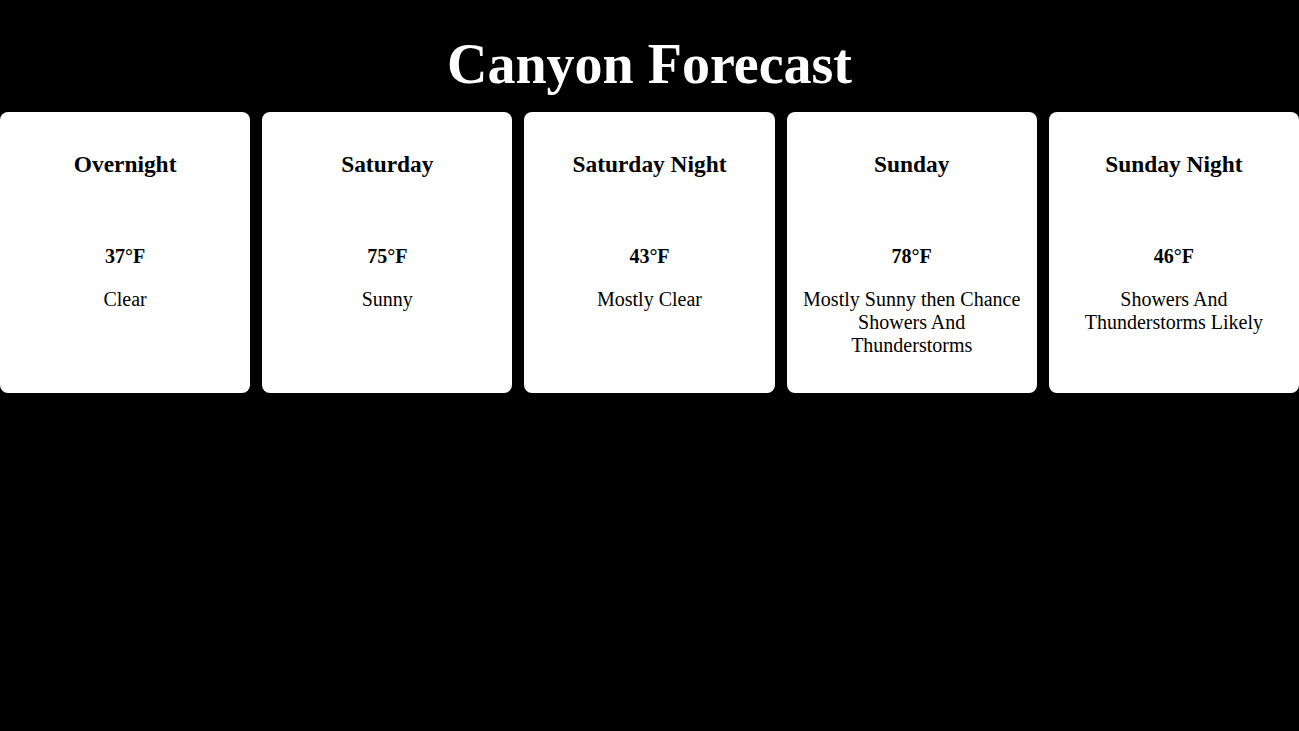 Canyon Forecast
Overnight
37°F
Clear
Saturday
75°F
Sunny
Saturday Night
43°F
Mostly Clear
Sunday
78°F
Mostly Sunny then Chance
Showers And
Thunderstorms
Sunday Night
46°F
Showers And
Thunderstorms Likely